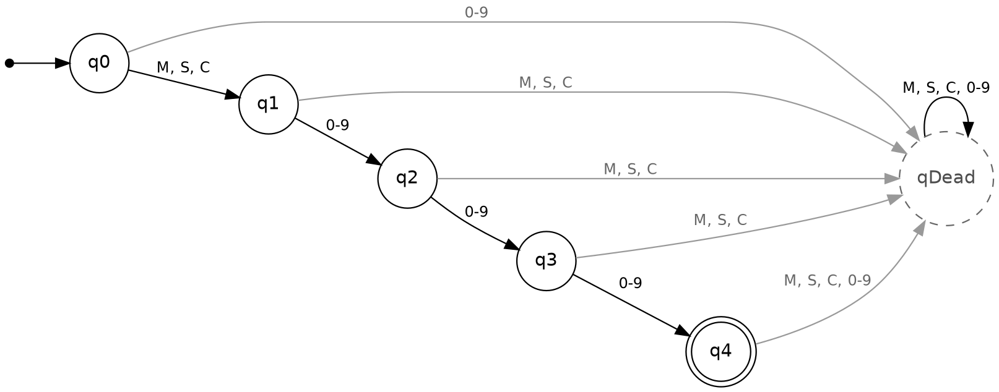 0-9
q0
M, S, C
M, S, C
M, S, C, 0-9
q1
0-9
M, S, C
q2
qDead
0-9
M, S, C
q3
0-9
M, S, C, 0-9
q4